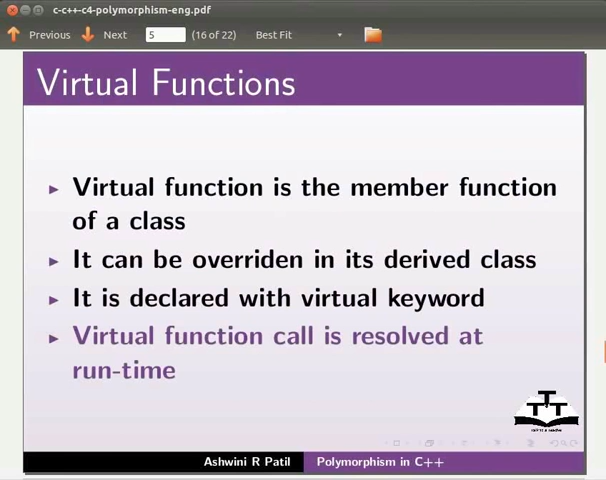 c-c++-c4-polymorphism-eng.pdf
Previous Next 5 (16 of 22) Best Fit
Virtual Functions
Virtual function is the member function
of a class
It can be overriden in its derived class
It is declared with virtual keyword
Virtual function call is resolved at
run-time
Ashwini R Patil Polymorphism in C++